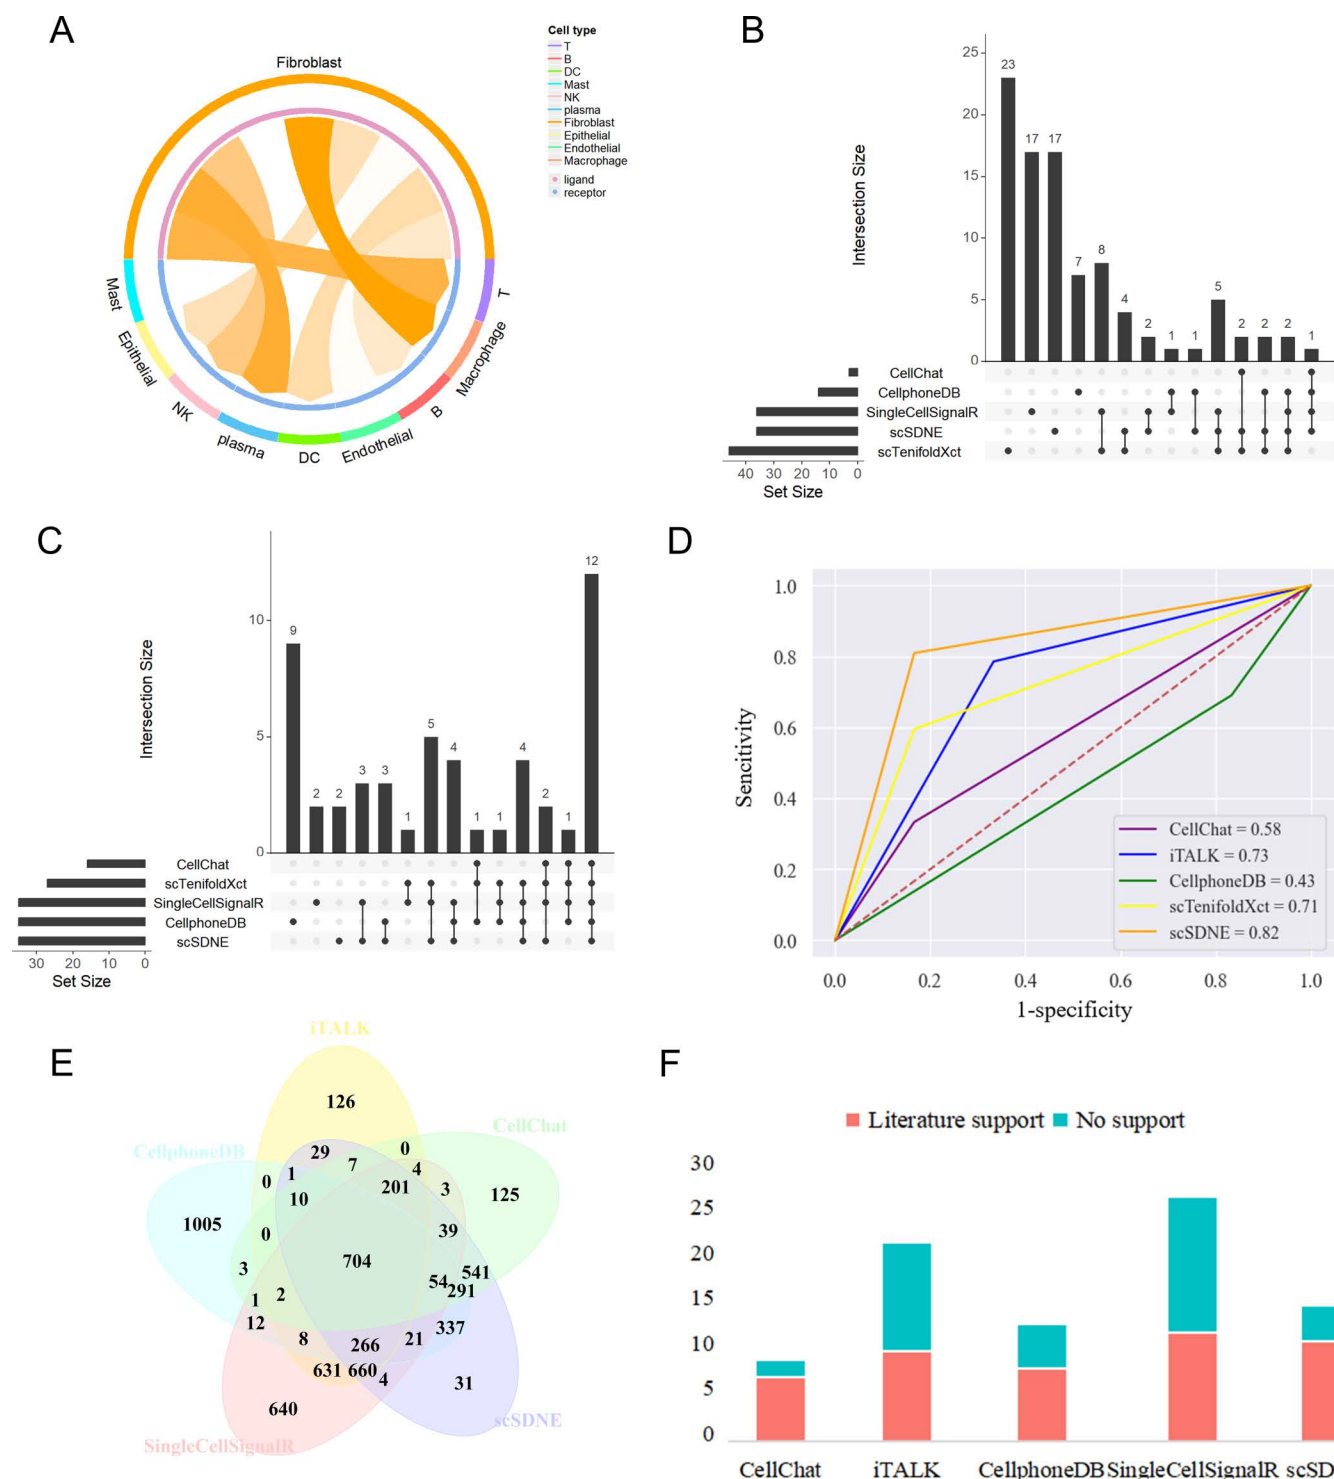 A
Cell type
T
B
DC
Mast
NK
plasma
Fibroblast
Epithelial
Endothelial
Macrophage
ligand
receptor
Fibroblast
Mast
Epithelial
NK
plasma
DC
Endothelial
B
Macrophage
T
B
Intersection Size
25
20
15
10
5
0
23
17
17
7
8
4
2
1
1
5
2
2
2
1
CellChat
CellphoneDB
SingleCellSignalR
scSDNE
scTenifoldXct
40 30 20 10 0
Set Size
C
Intersection Size
10
5
0
9
2
2
3
3
1
5
4
1
1
4
2
1
12
CellChat
scTenifoldXct
SingleCellSignalR
CellphoneDB
scSDNE
30 20 10 0
Set Size
D
Sencitivity
1.0
0.8
0.6
0.4
0.2
0.0
CellChat = 0.58
iTALK = 0.73
CellphoneDB = 0.43
scTenifoldXct = 0.71
scSDNE = 0.82
0.0 0.2 0.4 0.6 0.8 1.0
1-specificity
E
iTALK
CellChat
CellphoneDB
SingleCellSignalR
scSDNE
126
0
29
7
4
1
0
201
3
125
10
1005
0
39
704
3
541
54
291
2
1
12
337
8
21
266
631
660
4
31
640
F
Literature support No support
30
25
20
15
10
5
0
CellChat iTALK CellphoneDB SingleCellSignalR scSD